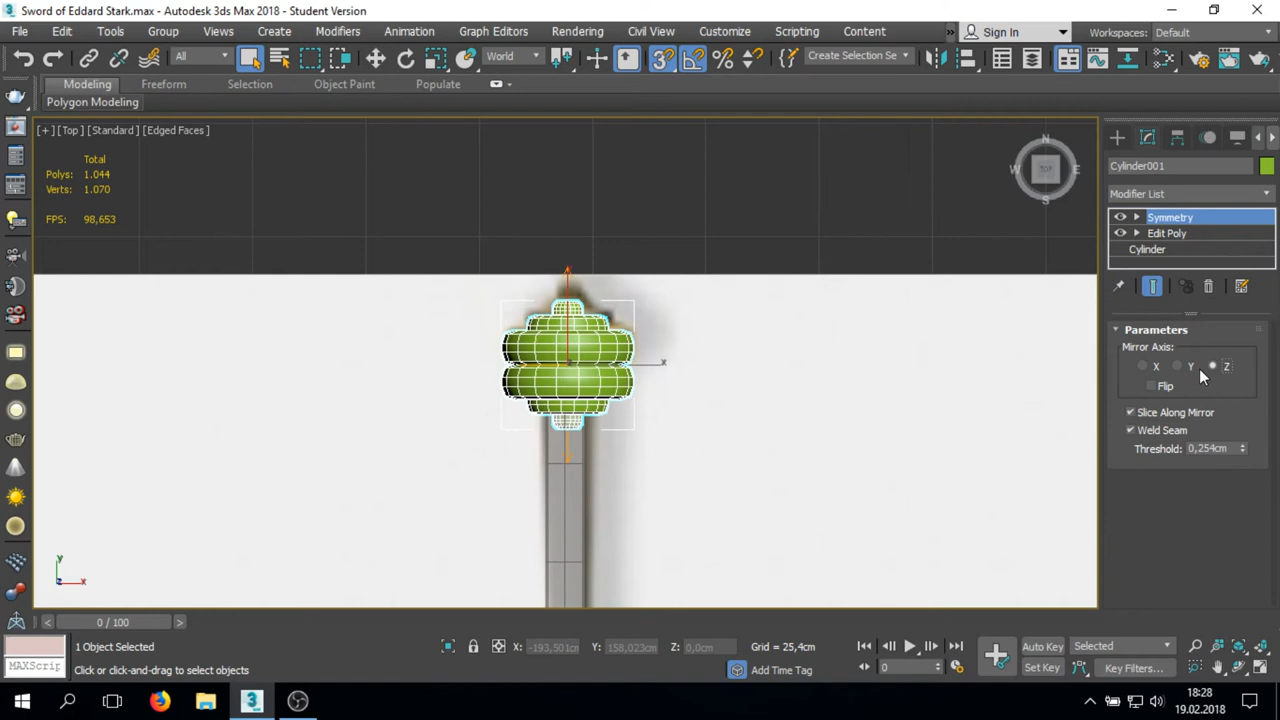 Sword of Eddard Stark.max - Autodesk 3ds Max 2018 - Student Version
File Edit Tools Group Views Create Modifiers Animation Graph Editors Rendering Civil View Customize Scripting Content » Sign In Workspaces: Default
All World Create Selection Se
Modeling Freeform Selection Object Paint Populate
Polygon Modeling
[ + ] [Top ] [Standard ] [Edged Faces ]
Total
Polys: 1.044
Verts: 1.070
FPS: 98,653
N
W TOP E
S
x
y
x
Cylinder001
Modifier List
Symmetry
Edit Poly
Cylinder
Parameters
Mirror Axis:
X Y Z
Flip
Slice Along Mirror
Weld Seam
Threshold: 0,254cm
< 0 / 100 >
1 Object Selected X: -193,501cm Y: 158,023cm Z: 0,0cm Grid = 25,4cm Auto Key Selected
MAXScrip Click or click-and-drag to select objects Add Time Tag 0 Set Key Key Filters...
18:28
19.02.2018